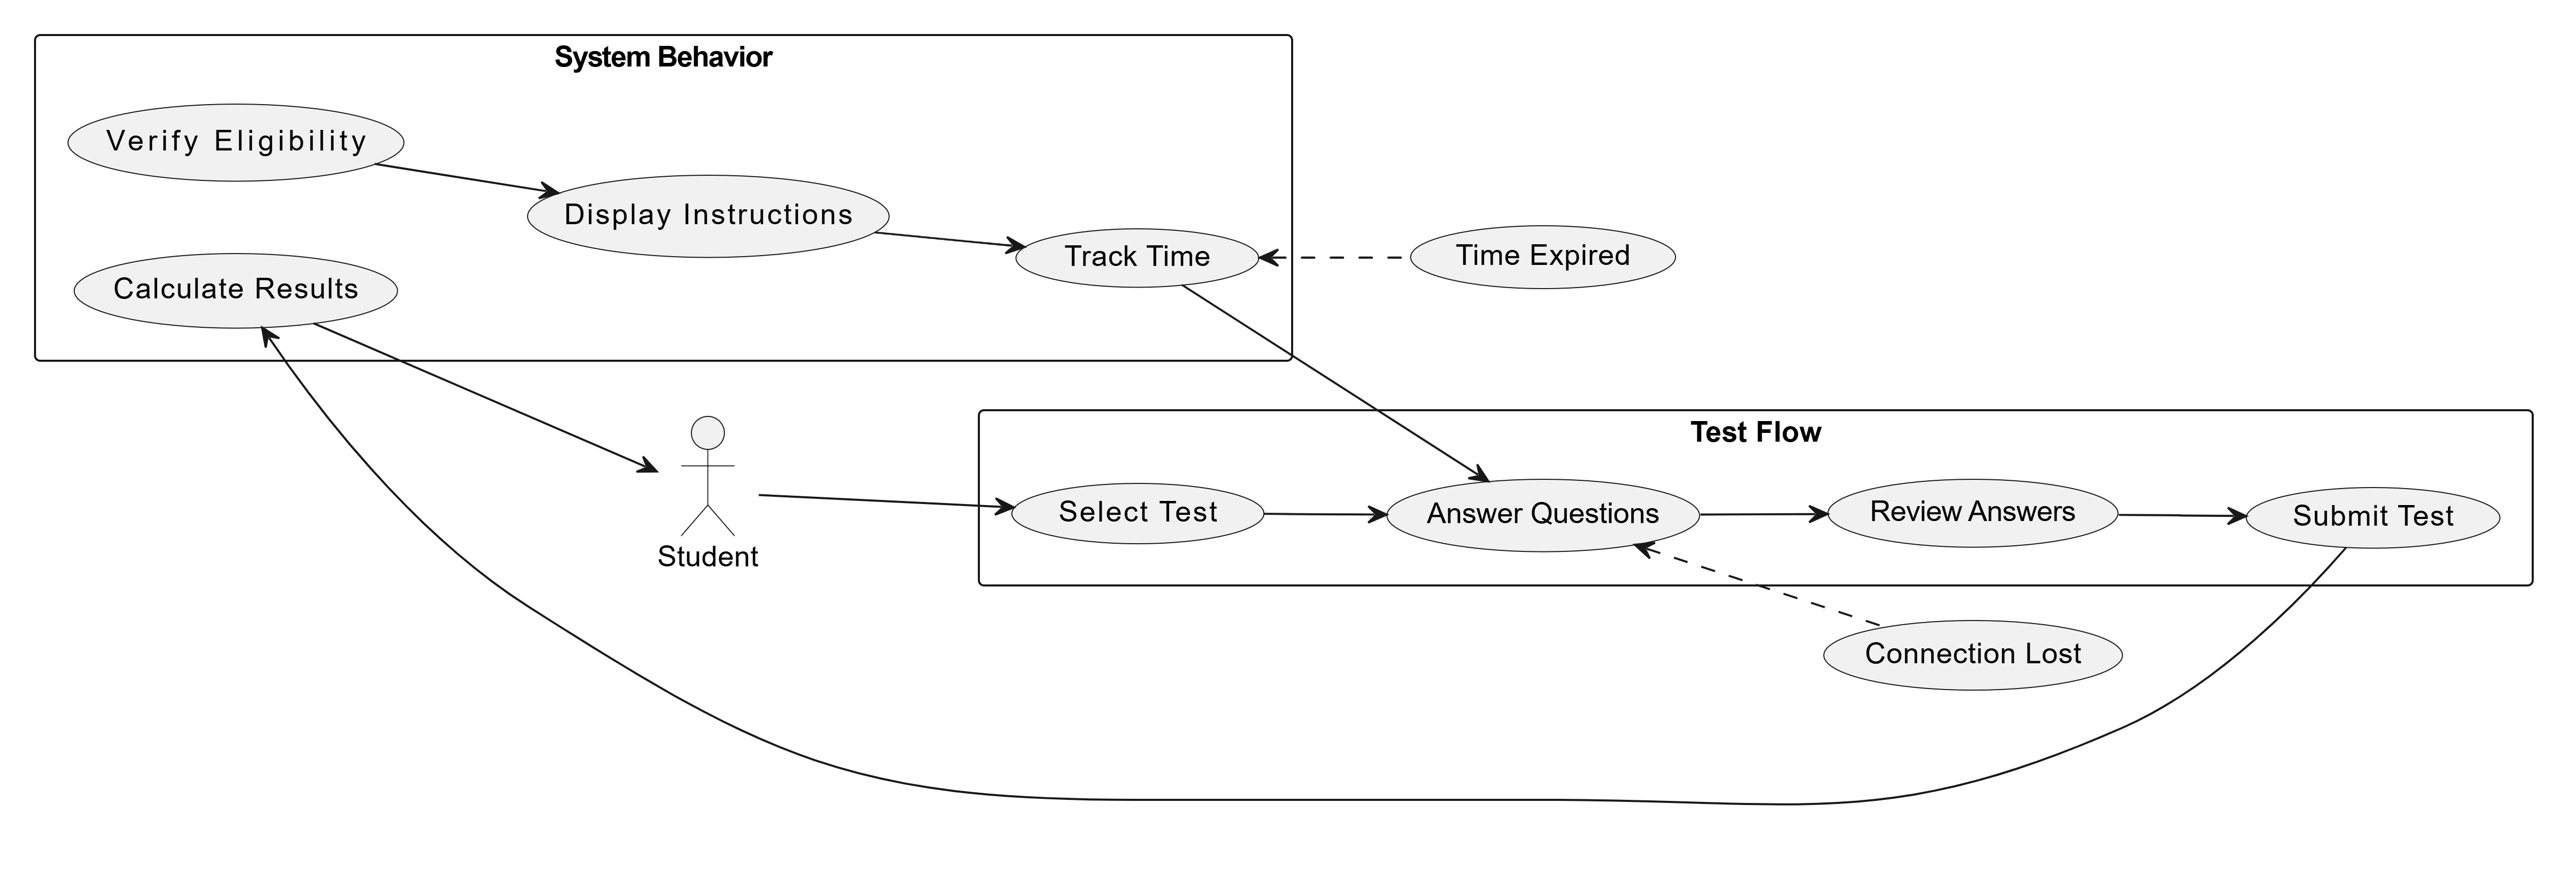 System Behavior
Verify Eligibility
Display Instructions
Track Time
Time Expired
Calculate Results
Student
Test Flow
Select Test
Answer Questions
Review Answers
Submit Test
Connection Lost